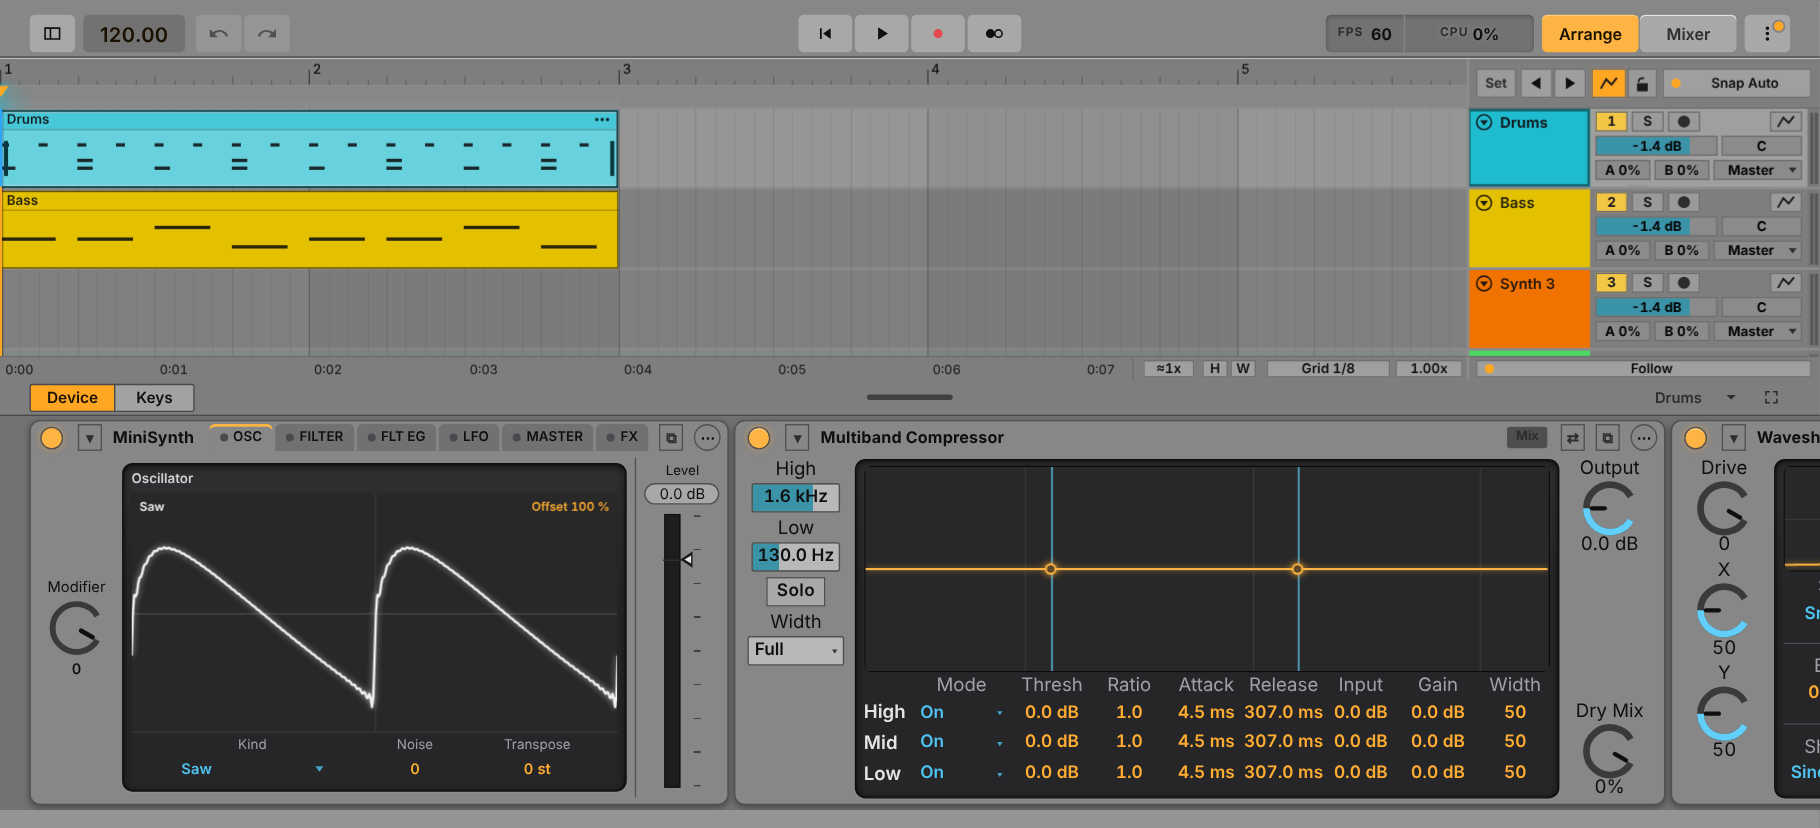 120.00
FPS 60
CPU 0%
Arrange
Mixer
1 2 3 4 5
Set
Snap Auto
Drums
Drums
1 S
-1.4 dB C
A 0% B 0% Master
Bass
Bass
2 S
-1.4 dB C
A 0% B 0% Master
Synth 3
3 S
-1.4 dB C
A 0% B 0% Master
0:00 0:01 0:02 0:03 0:04 0:05 0:06 0:07
≈1x H W Grid 1/8 1.00x Follow
Device Keys
Drums
MiniSynth OSC FILTER FLT EG LFO MASTER FX
Oscillator
Saw Offset 100 %
Modifier
0
Kind Noise Transpose
Saw 0 0 st
Level
0.0 dB
Multiband Compressor
Mix
High
1.6 kHz
Low
130.0 Hz
Solo
Width
Full
Mode Thresh Ratio Attack Release Input Gain Width
High On 0.0 dB 1.0 4.5 ms 307.0 ms 0.0 dB 0.0 dB 50
Mid On 0.0 dB 1.0 4.5 ms 307.0 ms 0.0 dB 0.0 dB 50
Low On 0.0 dB 1.0 4.5 ms 307.0 ms 0.0 dB 0.0 dB 50
Output
0.0 dB
Dry Mix
0%
Wavesh
Drive
0
X
50
Y
50
Sine